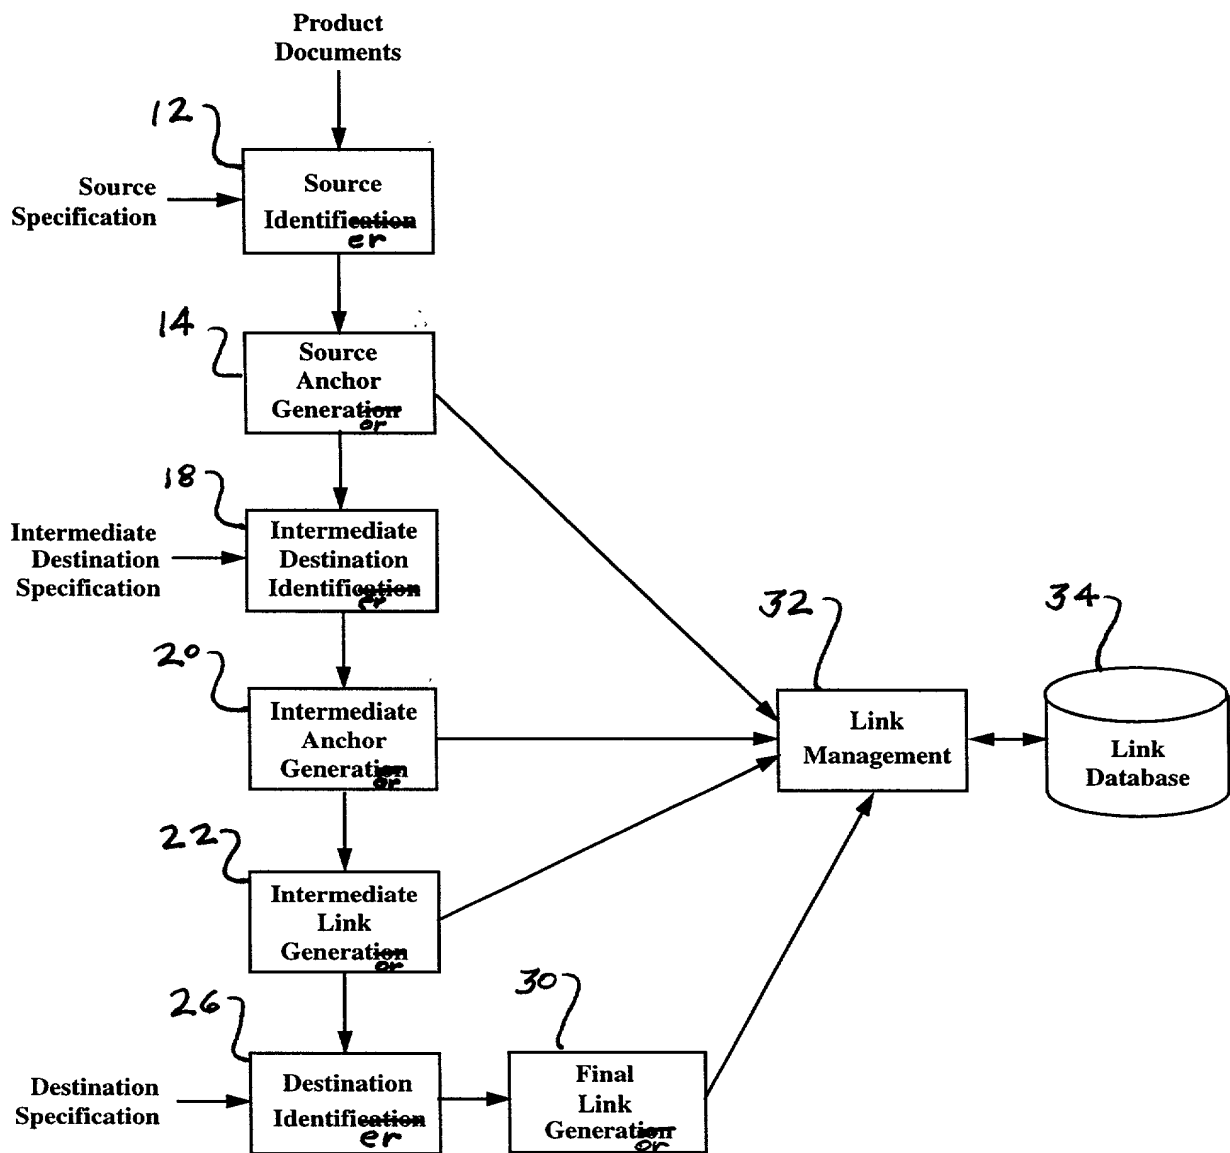 Product
Documents
12
Source
Specification
Source
Identification
er
14
Source
Anchor
Generation
or
18
Intermediate
Destination
Specification
Intermediate
Destination
Identification
er
20
Intermediate
Anchor
Generation
or
32
Link
Management
34
Link
Database
22
Intermediate
Link
Generation
or
26
Destination
Specification
Destination
Identification
er
30
Final
Link
Generation
or